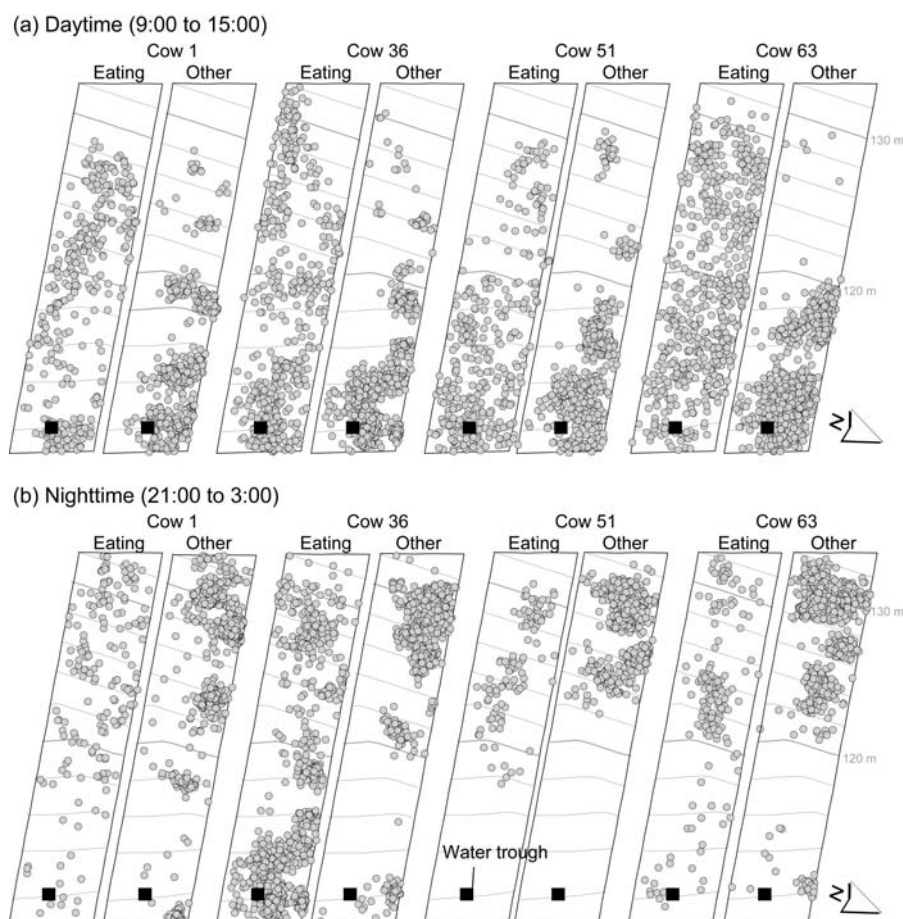 (a) Daytime (9:00 to 15:00)
Cow 1 Cow 36 Cow 51 Cow 63
Eating Other Eating Other Eating Other Eating Other
130 m
120 m
N
(b) Nighttime (21:00 to 3:00)
Cow 1 Cow 36 Cow 51 Cow 63
Eating Other Eating Other Eating Other Eating Other
130 m
120 m
Water trough
N